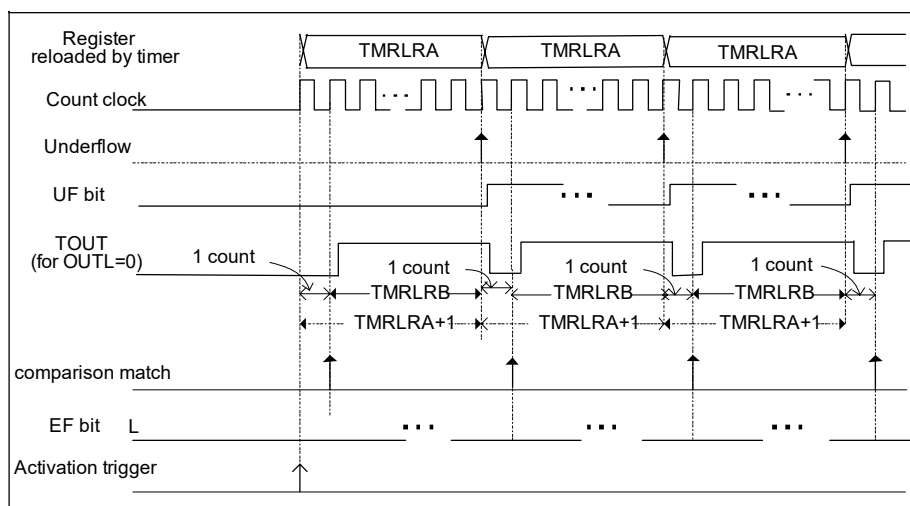 Register
reloaded by timer
TMRLRA
TMRLRA
TMRLRA
Count clock
Underflow
UF bit
TOUT
(for OUTL=0)
1 count
1 count
1 count
1 count
TMRLRB
TMRLRB
TMRLRB
TMRLRA+1
TMRLRA+1
TMRLRA+1
comparison match
EF bit L
Activation trigger